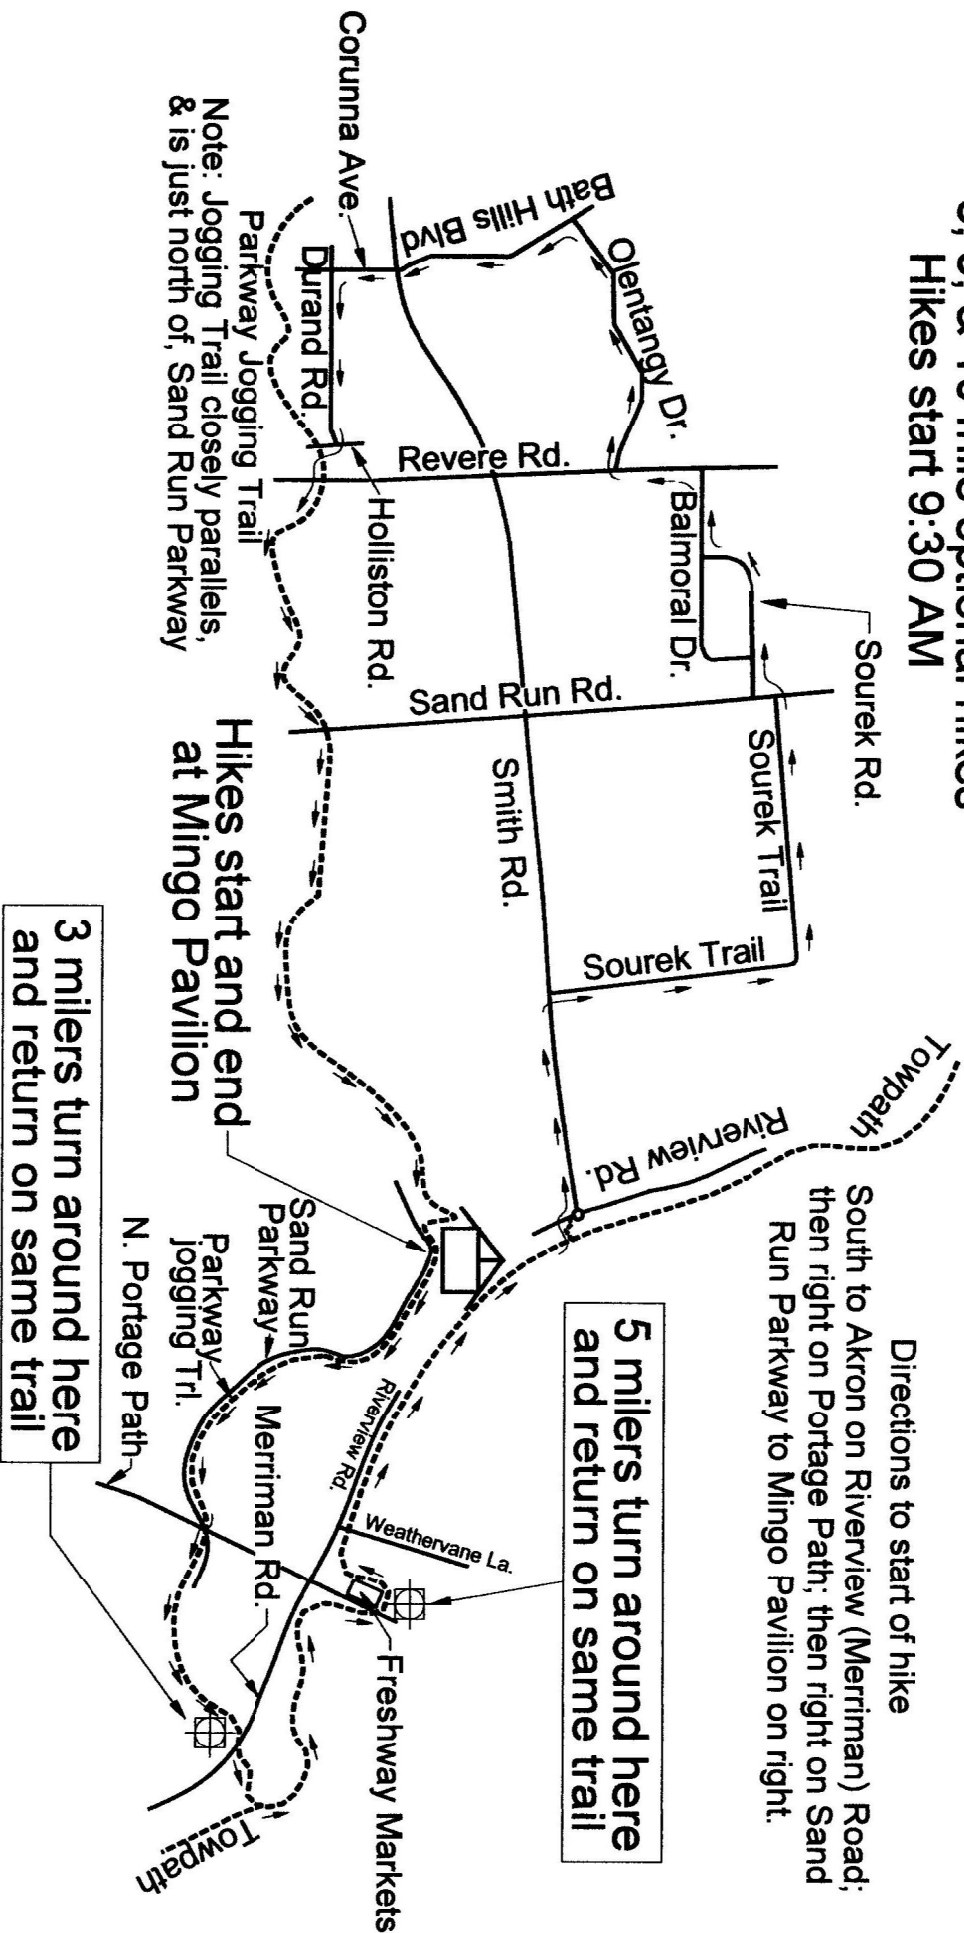 Hikes start 9:30 AM
Directions to start of hike
South to Akron on Riverview (Merriman) Road;
then right on Portage Path; then right on Sand
Run Parkway to Mingo Pavilion on right.
Towpath
Sourek Rd.
Olentangy Dr.
Bath Hills Blvd
Balmoral Dr.
Sourek Trail
Sourek Trail
Riverview Rd.
5 milers turn around here
and return on same trail
Revere Rd.
Sand Run Rd.
Smith Rd.
Corunna Ave.
Durand Rd.
Holliston Rd.
Weathervane La.
Riverview Rd.
Freshway Markets
Parkway Jogging Trail
Note: Jogging Trail closely parallels,
& is just north of, Sand Run Parkway
Hikes start and end
at Mingo Pavilion
Sand Run
Parkway
Parkway
jogging Trl.
Merriman Rd.
N. Portage Path
Towpath
3 milers turn around here
and return on same trail